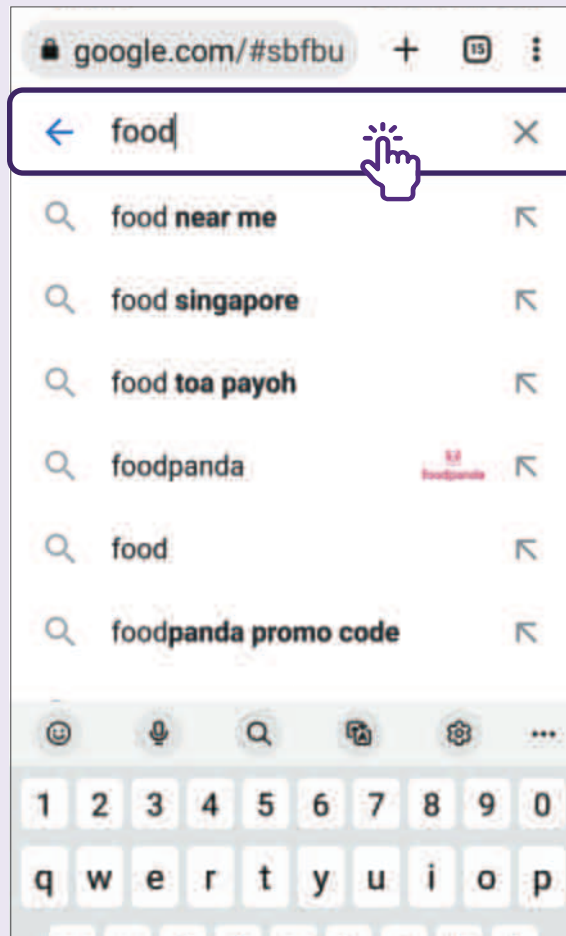 google.com/#sbfbu + 15
food
food near me
food singapore
food toa payoh
foodpanda foodpanda
food
foodpanda promo code
1 2 3 4 5 6 7 8 9 0
q w e r t y u i o p